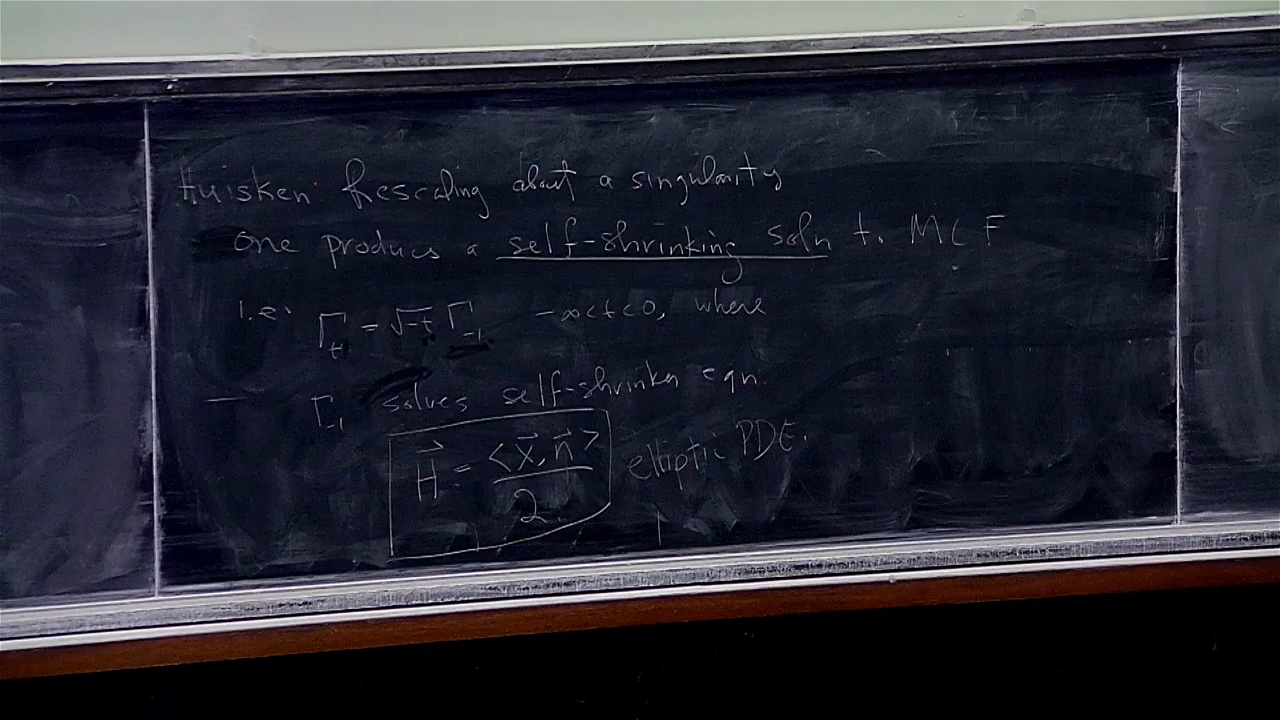 Huisken: Rescaling about a singularity
one produces a self-shrinking soln to MCF
i.e. Γ_t = √-t Γ_-1 -∞<t<0, where
Γ_-1 solves self-shrinker eqn.
H⃗ = <x⃗, n⃗> / 2 elliptic PDE.